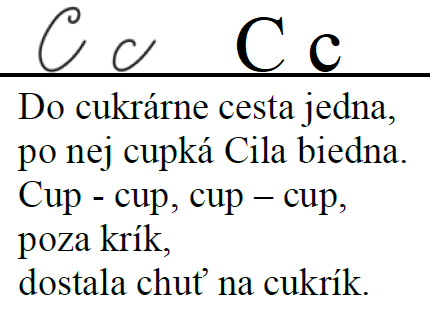 C c C c
Do cukrárne cesta jedna,
po nej cupká Cila biedna.
Cup - cup, cup – cup,
poza krík,
dostala chuť na cukrík.